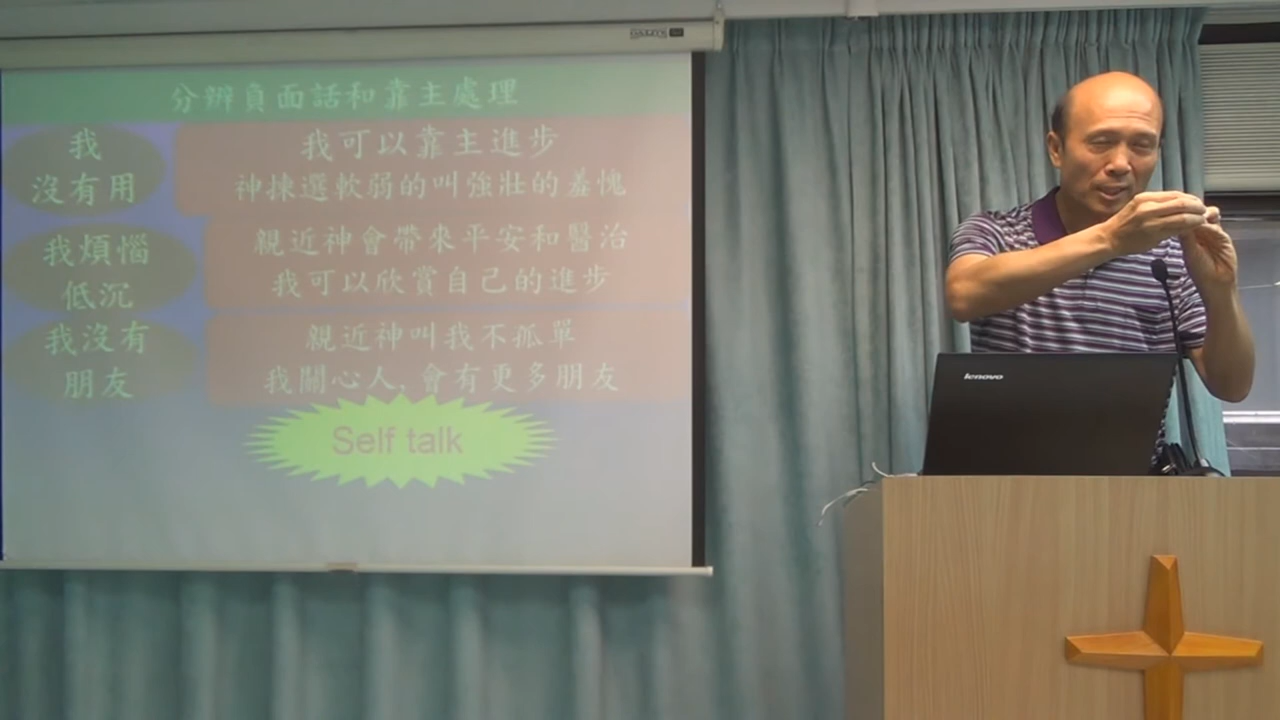 分辨負面話和靠主處理
我
沒有用
我可以靠主進步
神揀選軟弱的叫強壯的羞愧
我煩惱
低沉
親近神會帶來平安和醫治
我可以欣賞自己的進步
我沒有
朋友
親近神叫我不孤單
我關心人, 會有更多朋友
Self talk
lenovo